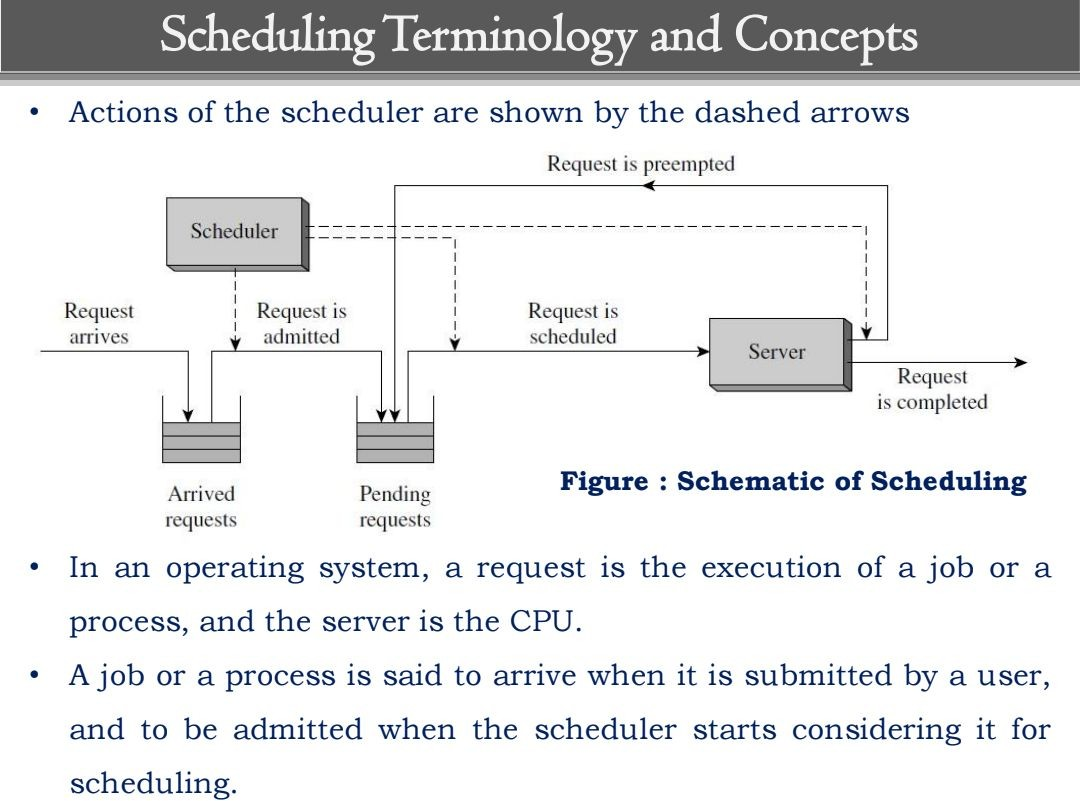 Scheduling Terminology and Concepts
• Actions of the scheduler are shown by the dashed arrows
Request is preempted
Scheduler
Request
arrives
Request is
admitted
Request is
scheduled
Server
Request
is completed
Arrived
requests
Pending
requests
Figure : Schematic of Scheduling
• In an operating system, a request is the execution of a job or a
process, and the server is the CPU.
• A job or a process is said to arrive when it is submitted by a user,
and to be admitted when the scheduler starts considering it for
scheduling.